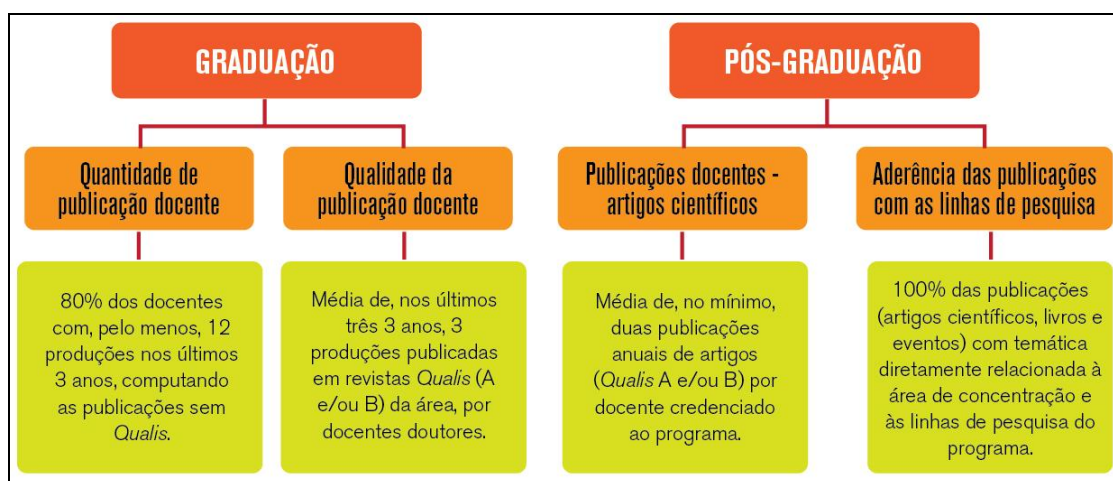 GRADUAÇÃO
Quantidade de
publicação docente
80% dos docentes
com, pelo menos, 12
produções nos últimos
3 anos, computando
as publicações sem
Qualis.
Qualidade da
publicação docente
Média de, nos últimos
três 3 anos, 3
produções publicadas
em revistas Qualis (A
e/ou B) da área, por
docentes doutores.
PÓS-GRADUAÇÃO
Publicações docentes -
artigos científicos
Média de, no mínimo,
duas publicações
anuais de artigos
(Qualis A e/ou B) por
docente credenciado
ao programa.
Aderência das publicações
com as linhas de pesquisa
100% das publicações
(artigos científicos, livros e
eventos) com temática
diretamente relacionada à
área de concentração e
às linhas de pesquisa do
programa.